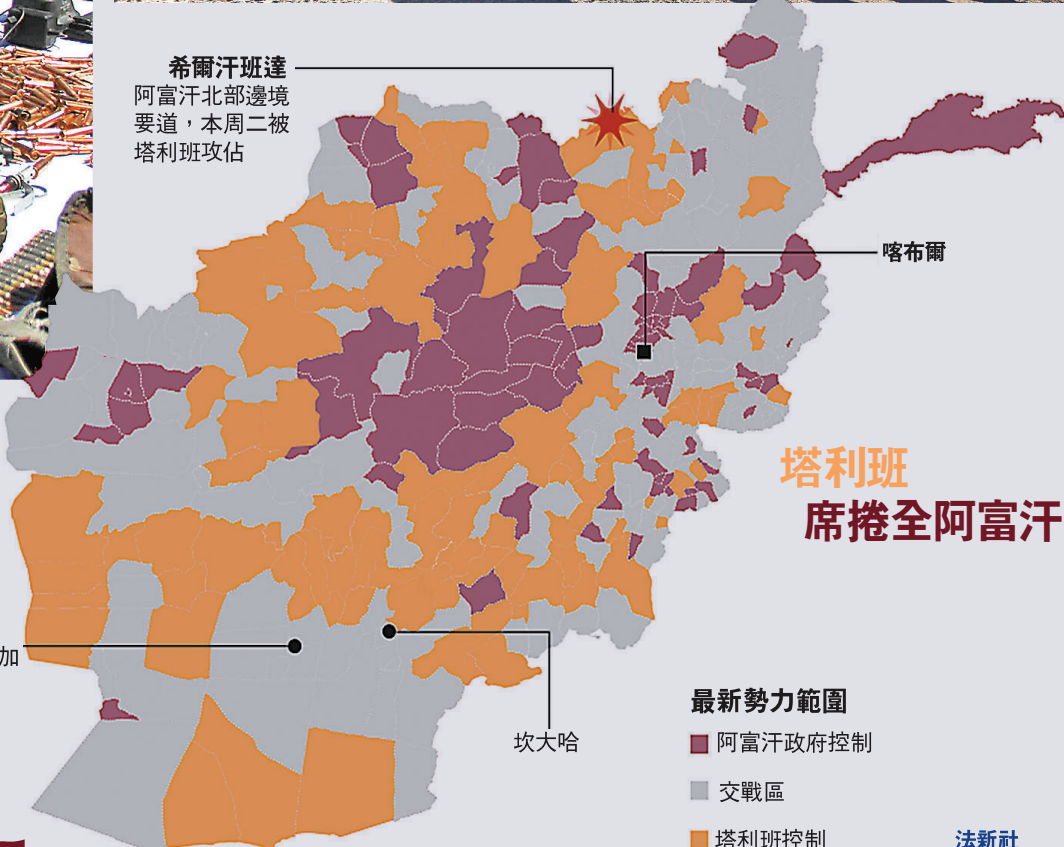 希爾汗班達
阿富汗北部邊境
要道，本周二被
塔利班攻佔
喀布爾
塔利班
席捲全阿富汗
加
坎大哈
最新勢力範圍
阿富汗政府控制
交戰區
塔利班控制
法新社